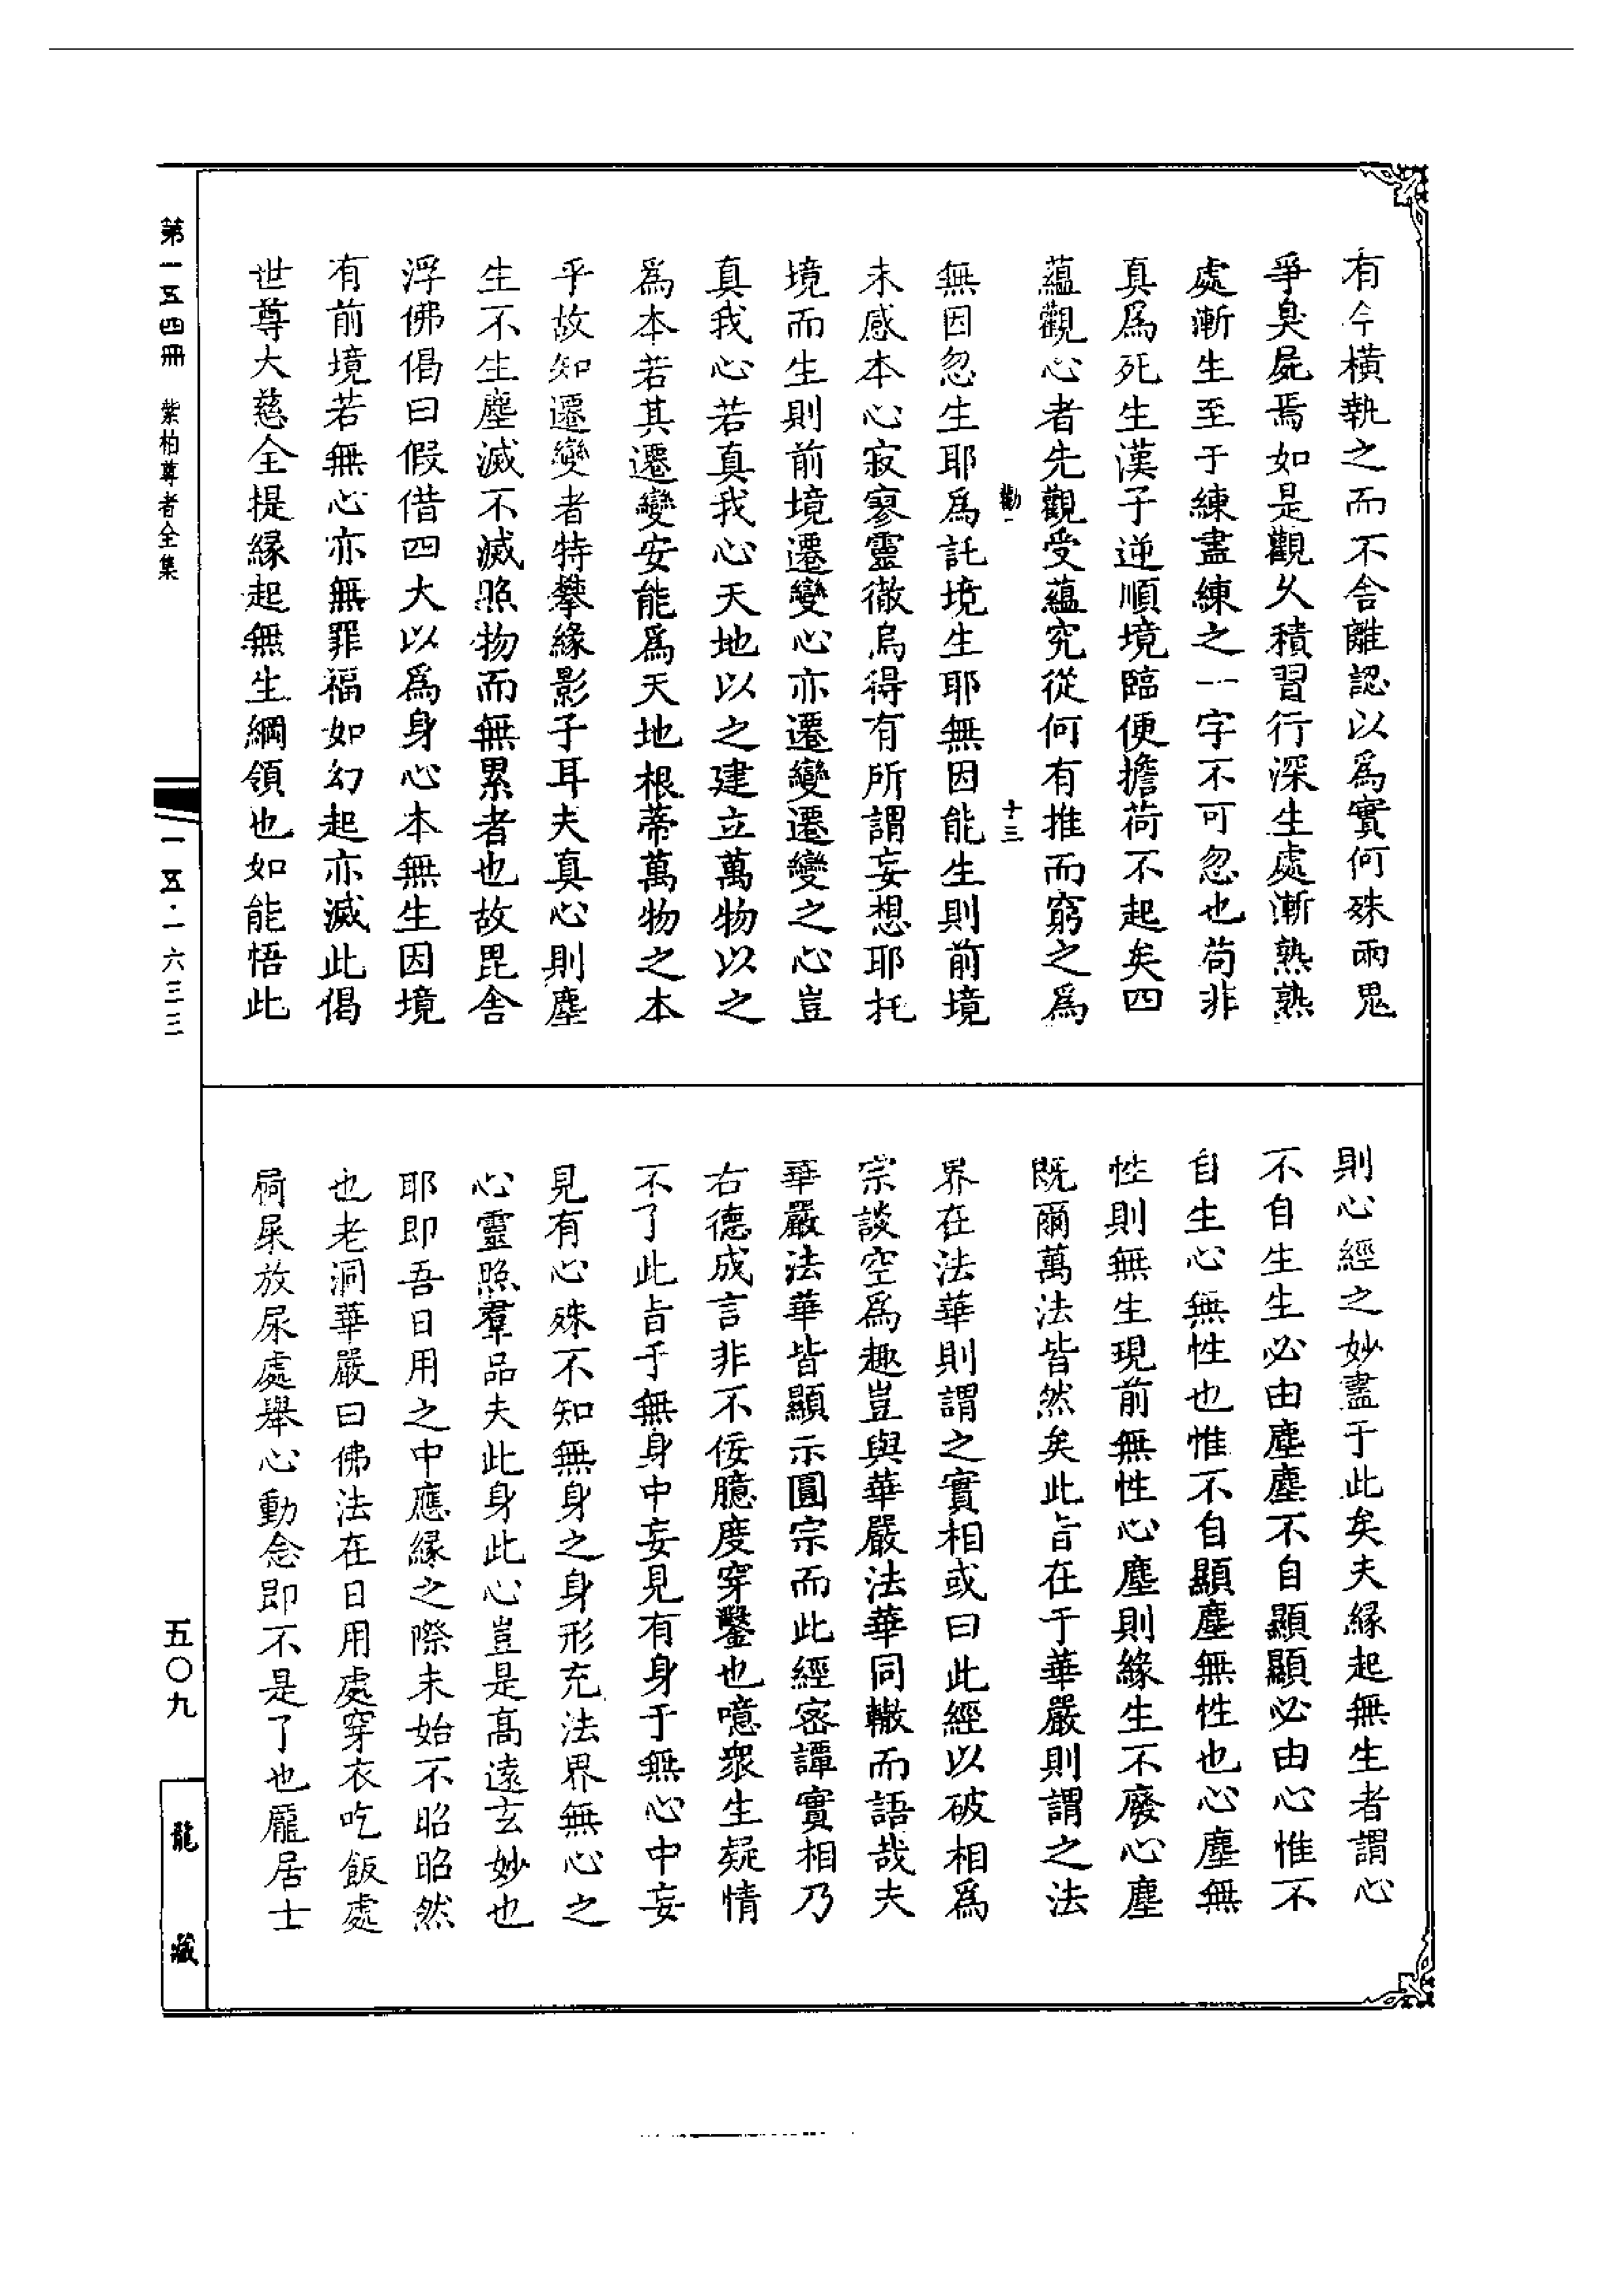 有今橫執之而不舍離認以為實何殊兩鬼
爭臭屍焉如是觀久積習行深生處漸熟熟
處漸生至于練盡練之一字不可忽也苟非
真為死生漢子逆順境臨便擔荷不起矣四
蘊觀心者先觀受蘊究從何有推而窮之為
勸一　十三
無因忽生耶為託境生耶無因能生則前境
未感本心寂寥靈徹烏得有所謂妄想耶托
境而生則前境遷變心亦遷變遷變之心豈
真我心若真我心天地以之建立萬物以之
為本若其遷變安能為天地根蒂萬物之本
乎故知遷變者特攀緣影子耳夫真心則塵
生不生塵滅不滅照物而無累者也故毘舍
浮佛偈曰假借四大以為身心本無生因境
有前境若無心亦無罪福如幻起亦滅此偈
世尊大慈全提緣起無生綱領也如能悟此
則心經之妙盡于此矣夫緣起無生者謂心
不自生生必由塵塵不自顯顯必由心惟不
自生心無性也惟不自顯塵無性也心塵無
性則無生現前無性心塵則緣生不廢心塵
既爾萬法皆然矣此旨在于華嚴則謂之法
界在法華則謂之實相或曰此經以破相為
宗談空為趣豈與華嚴法華同轍而語哉夫
華嚴法華皆顯示圓宗而此經密譚實相乃
右德成言非不佞臆度穿鑿也噫眾生疑情
不了此旨于無身中妄見有身于無心中妄
見有心殊不知無身之身形充法界無心之
心靈照羣品夫此身此心豈是高遠玄妙也
耶即吾日用之中應緣之際未始不昭昭然
也老洞華嚴曰佛法在日用處穿衣吃飯處
屙屎放尿處舉心動念即不是了也龐居士
第一五四冊　紫柏尊者全集
一五·一六三三
五〇九
龍藏